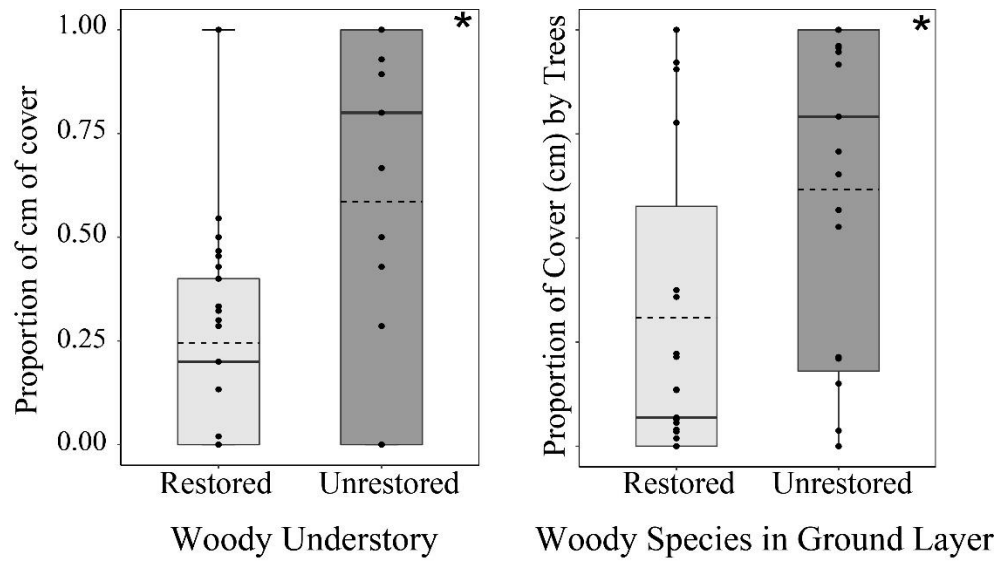 Proportion of cm of cover
1.00
0.75
0.50
0.25
0.00
*
Restored
Unrestored
Woody Understory
Proportion of Cover (cm) by Trees
*
Restored
Unrestored
Woody Species in Ground Layer